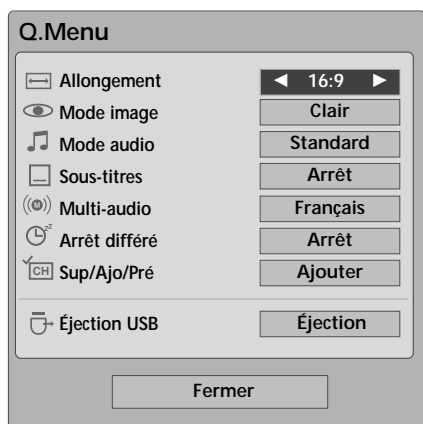 Q.Menu
Allongement ◄ 16:9 ►
Mode image Clair
Mode audio Standard
Sous-titres Arrêt
Multi-audio Français
Arrêt différé Arrêt
CH Sup/Ajo/Pré Ajouter
Éjection USB Éjection
Fermer